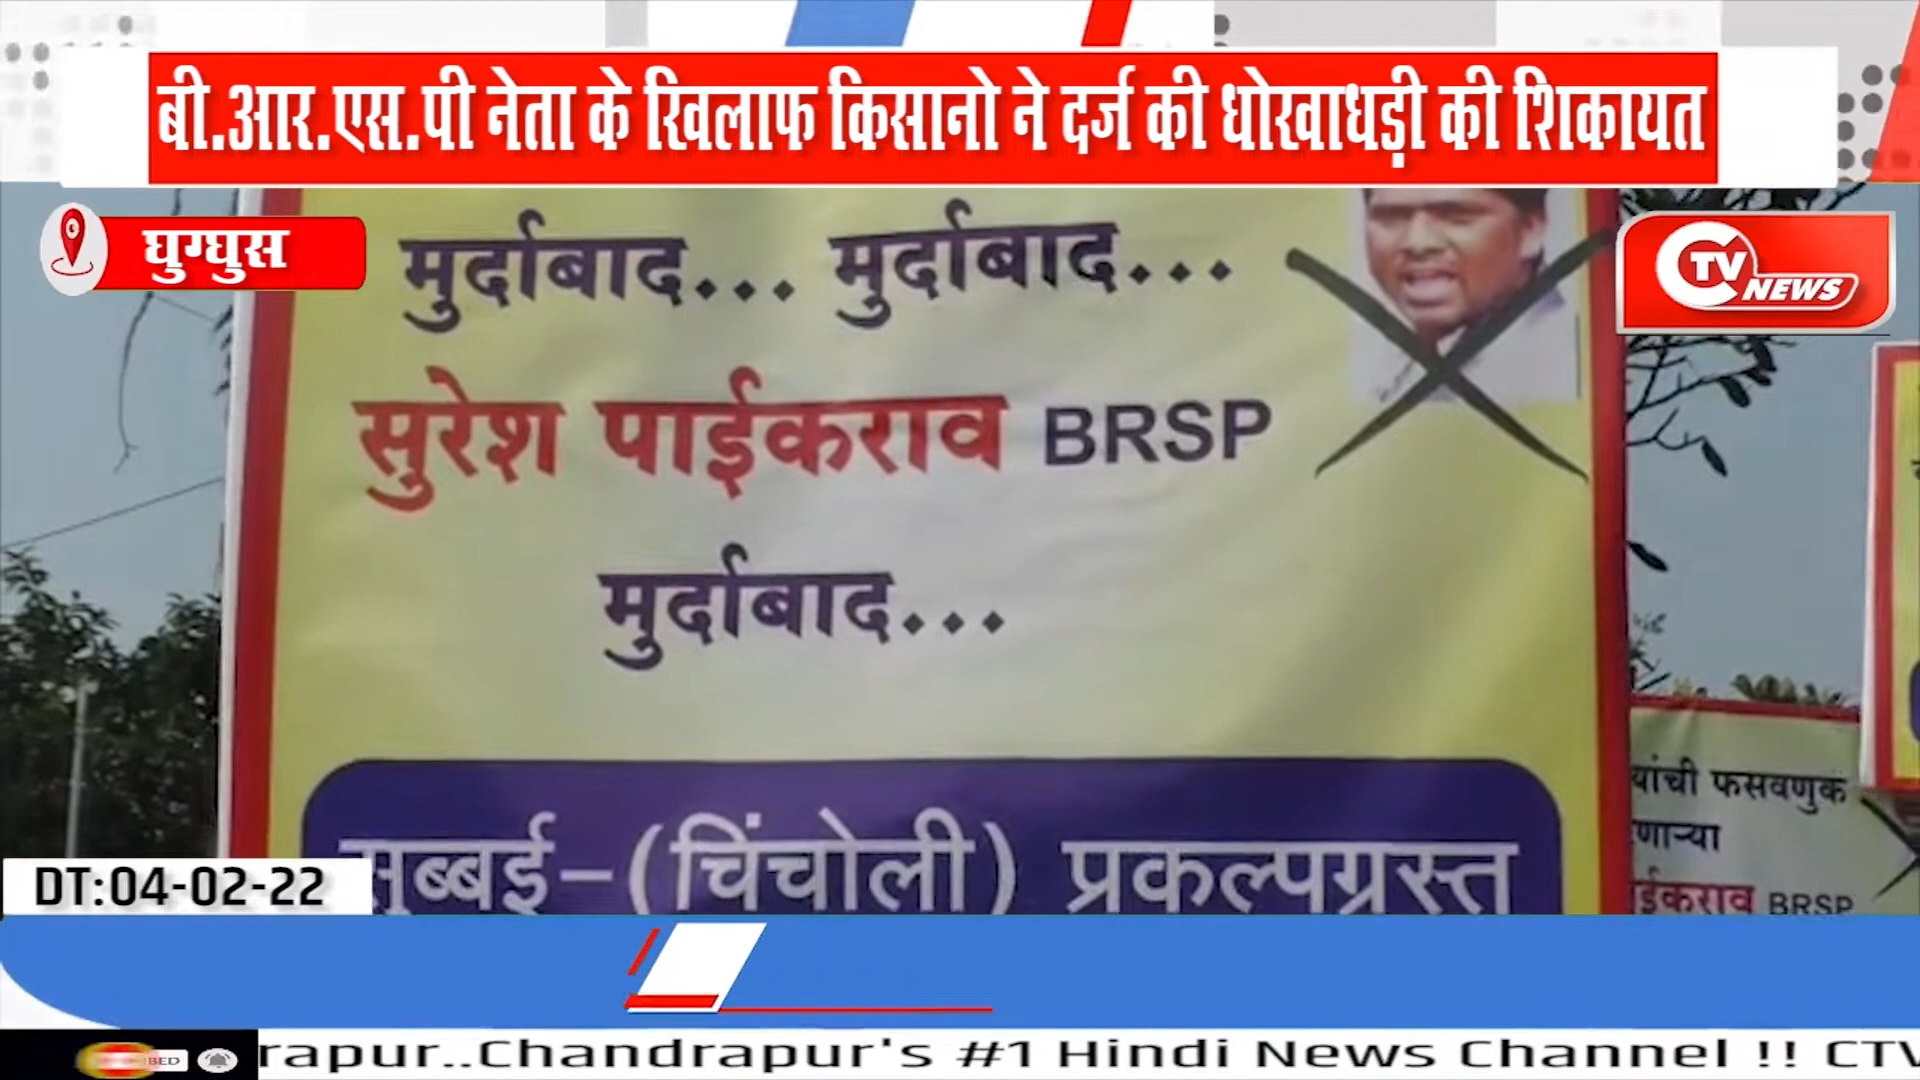 बी.आर.एस.पी नेता के खिलाफ किसानो ने दर्ज की धोखाधड़ी की शिकायत
घुग्घुस
CTV NEWS
मुर्दाबाद... मुर्दाबाद...
सुरेश पाईकराव BRSP
मुर्दाबाद...
सुब्बई-(चिंचोली) प्रकल्पग्रस्त
यांची फसवणुक
णाऱ्या
ईकराव BRSP
DT:04-02-22
rapur..Chandrapur's #1 Hindi News Channel !! CTV